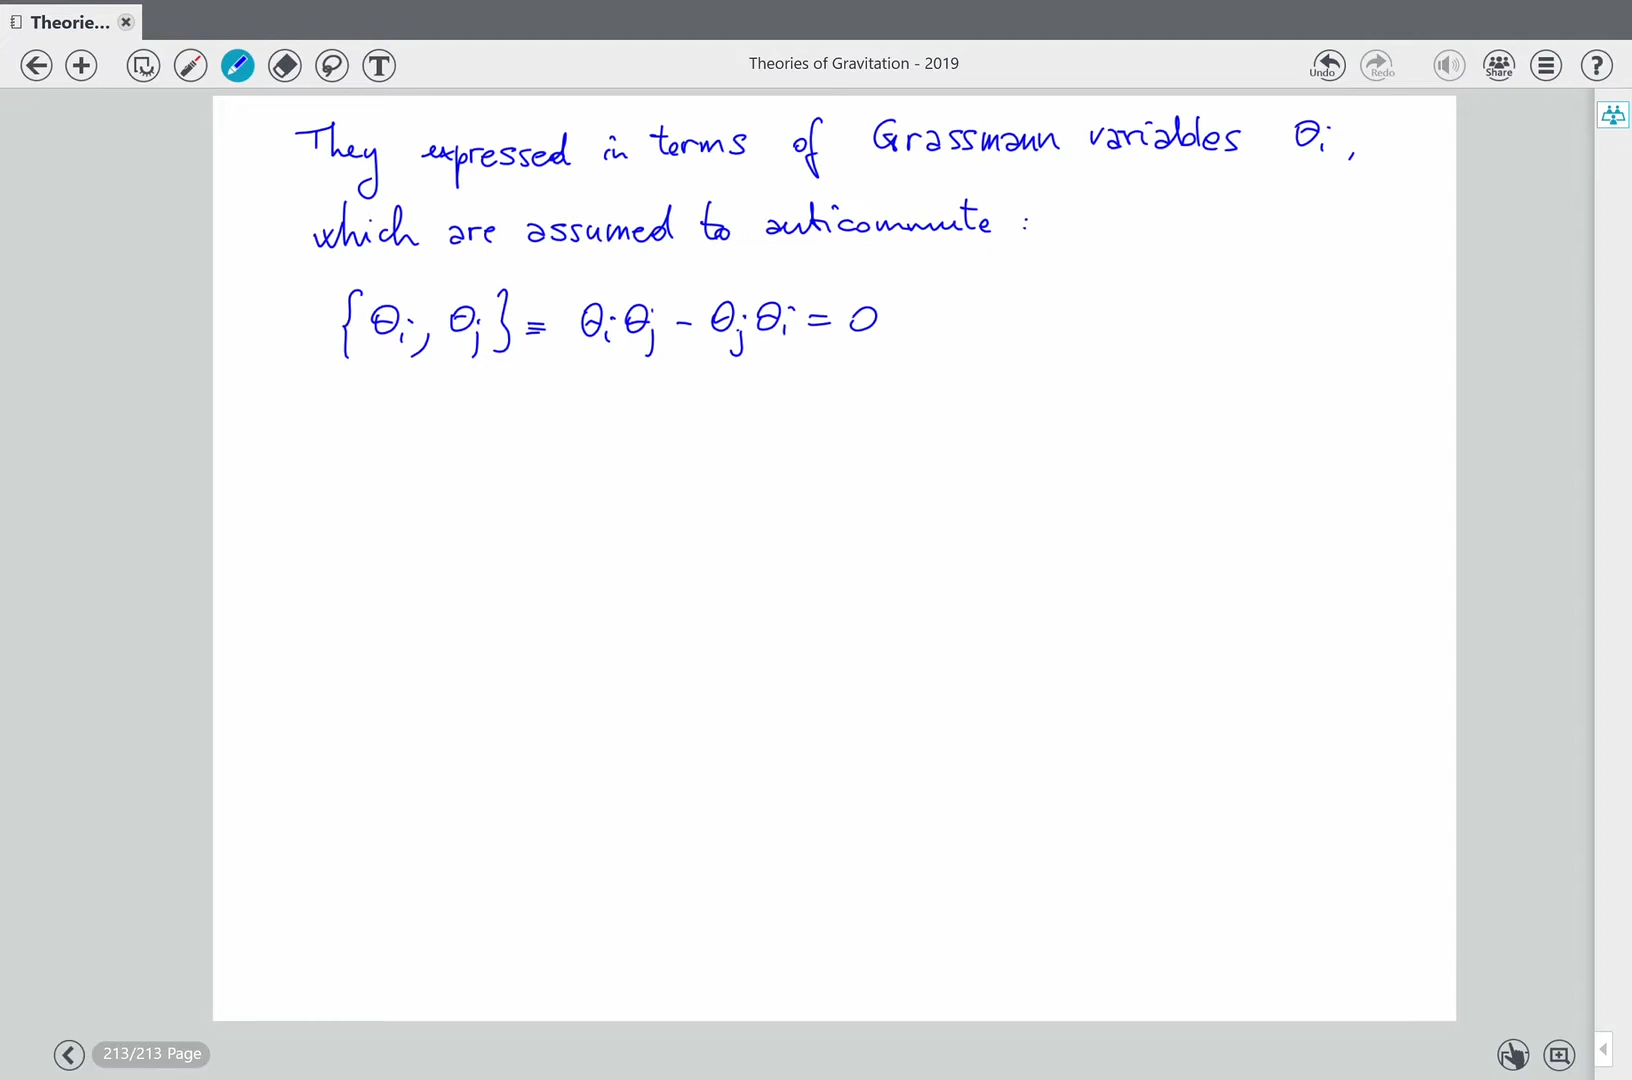 Theorie...
Theories of Gravitation - 2019
Undo
Redo
Share
They expressed in terms of Grassmann variables θi,
which are assumed to anticommute :
{θi, θj} ≡ θiθj - θjθi = 0
213/213 Page